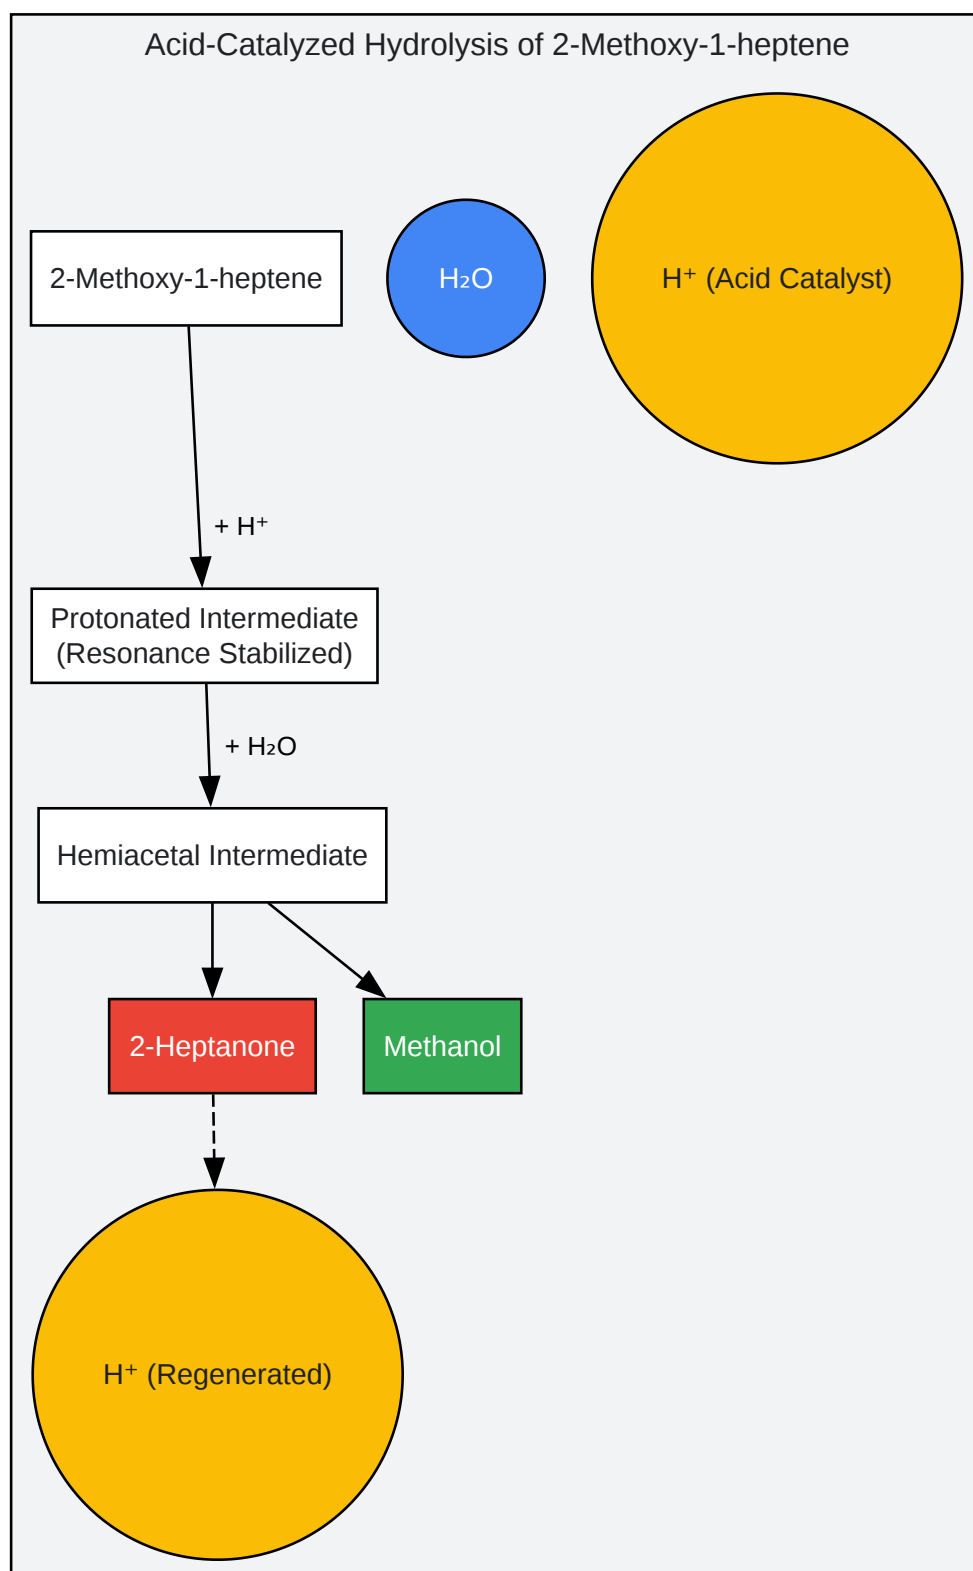 Acid-Catalyzed Hydrolysis of 2-Methoxy-1-heptene
2-Methoxy-1-heptene
H₂O
H⁺ (Acid Catalyst)
+ H⁺
Protonated Intermediate
(Resonance Stabilized)
+ H₂O
Hemiacetal Intermediate
2-Heptanone
Methanol
H⁺ (Regenerated)